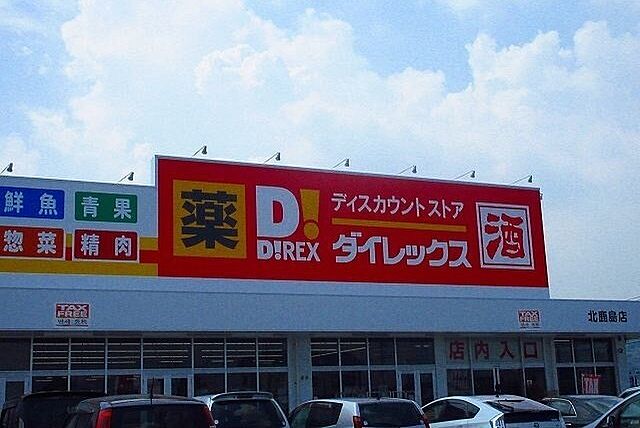 鮮魚 青果
惣菜 精肉
薬
D!
D!REX
ディスカウントストア
ダイレックス
酒
TAX FREE
TAX FREE
北鹿島店
店内入口
TAX